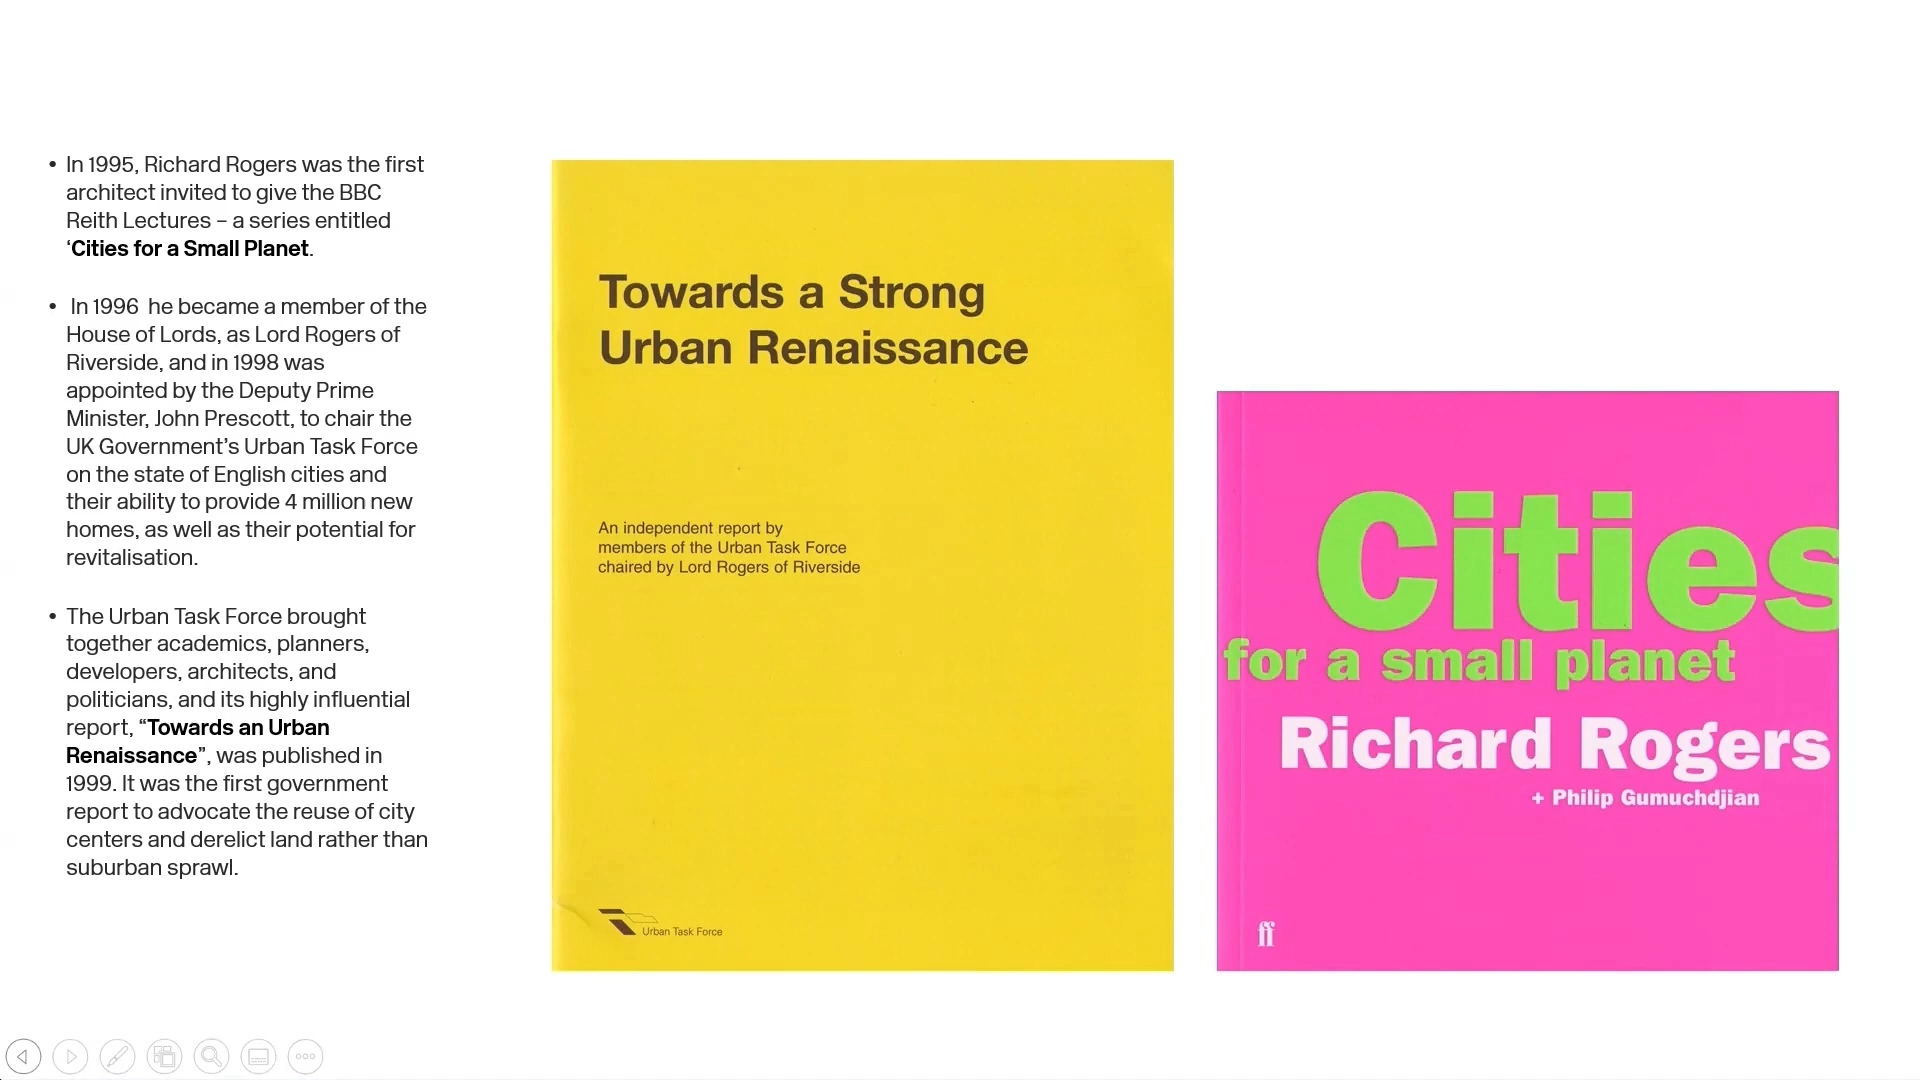 • In 1995, Richard Rogers was the first
architect invited to give the BBC
Reith Lectures – a series entitled
‘Cities for a Small Planet.
• In 1996  he became a member of the
House of Lords, as Lord Rogers of
Riverside, and in 1998 was
appointed by the Deputy Prime
Minister, John Prescott, to chair the
UK Government’s Urban Task Force
on the state of English cities and
their ability to provide 4 million new
homes, as well as their potential for
revitalisation.
• The Urban Task Force brought
together academics, planners,
developers, architects, and
politicians, and its highly influential
report, “Towards an Urban
Renaissance”, was published in
1999. It was the first government
report to advocate the reuse of city
centers and derelict land rather than
suburban sprawl.
Towards a Strong
Urban Renaissance
An independent report by
members of the Urban Task Force
chaired by Lord Rogers of Riverside
Urban Task Force
Cities
for a small planet
Richard Rogers
+ Philip Gumuchdjian
ff